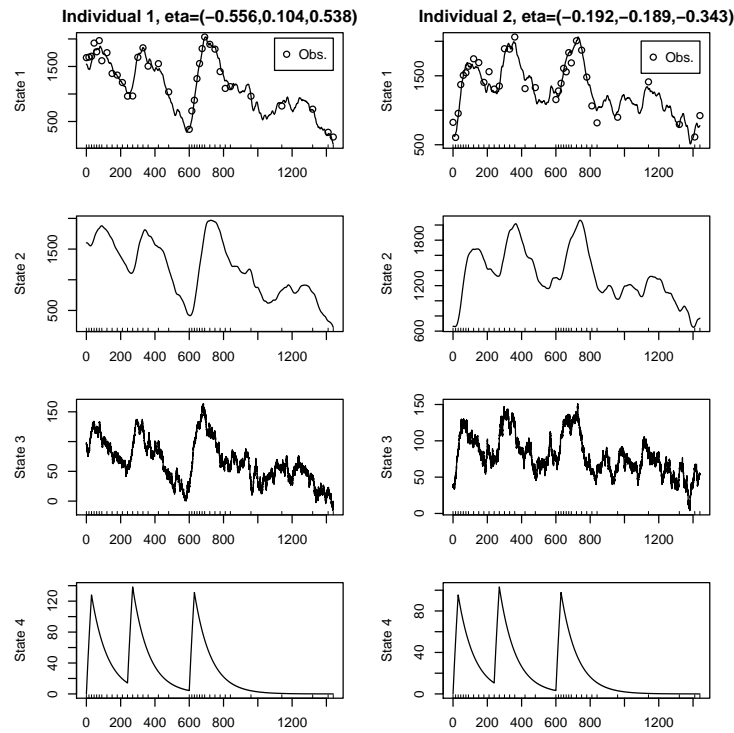 Individual 1, eta=(−0.556,0.104,0.538)
State 1
500
1500
Obs.
0 200 400 600 800 1200
State 2
500
1500
0 200 400 600 800 1200
State 3
0 50 150
0 200 400 600 800 1200
State 4
0 40 80 120
0 200 400 600 800 1200
Individual 2, eta=(−0.192,−0.189,−0.343)
State 1
500
1500
Obs.
0 200 400 600 800 1200
State 2
600 1200 1800
0 200 400 600 800 1200
State 3
0 50 100 150
0 200 400 600 800 1200
State 4
0 40 80
0 200 400 600 800 1200